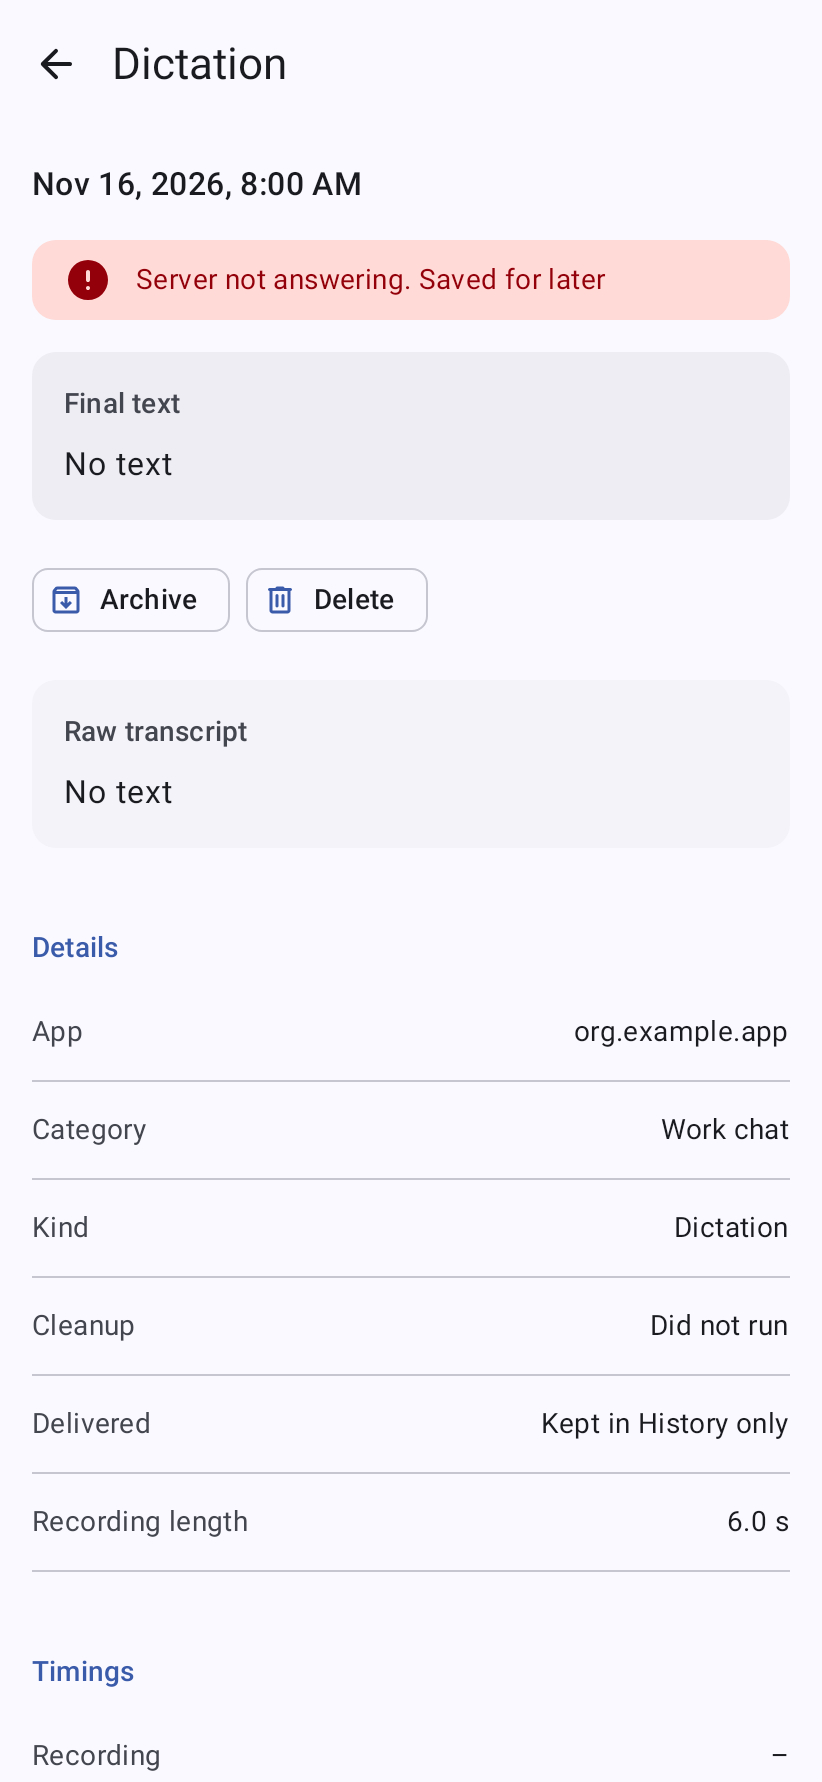 Dictation
Nov 16, 2026, 8:00 AM
Server not answering. Saved for later
Final text
No text
Archive Delete
Raw transcript
No text
Details
App org.example.app
Category Work chat
Kind Dictation
Cleanup Did not run
Delivered Kept in History only
Recording length 6.0 s
Timings
Recording –